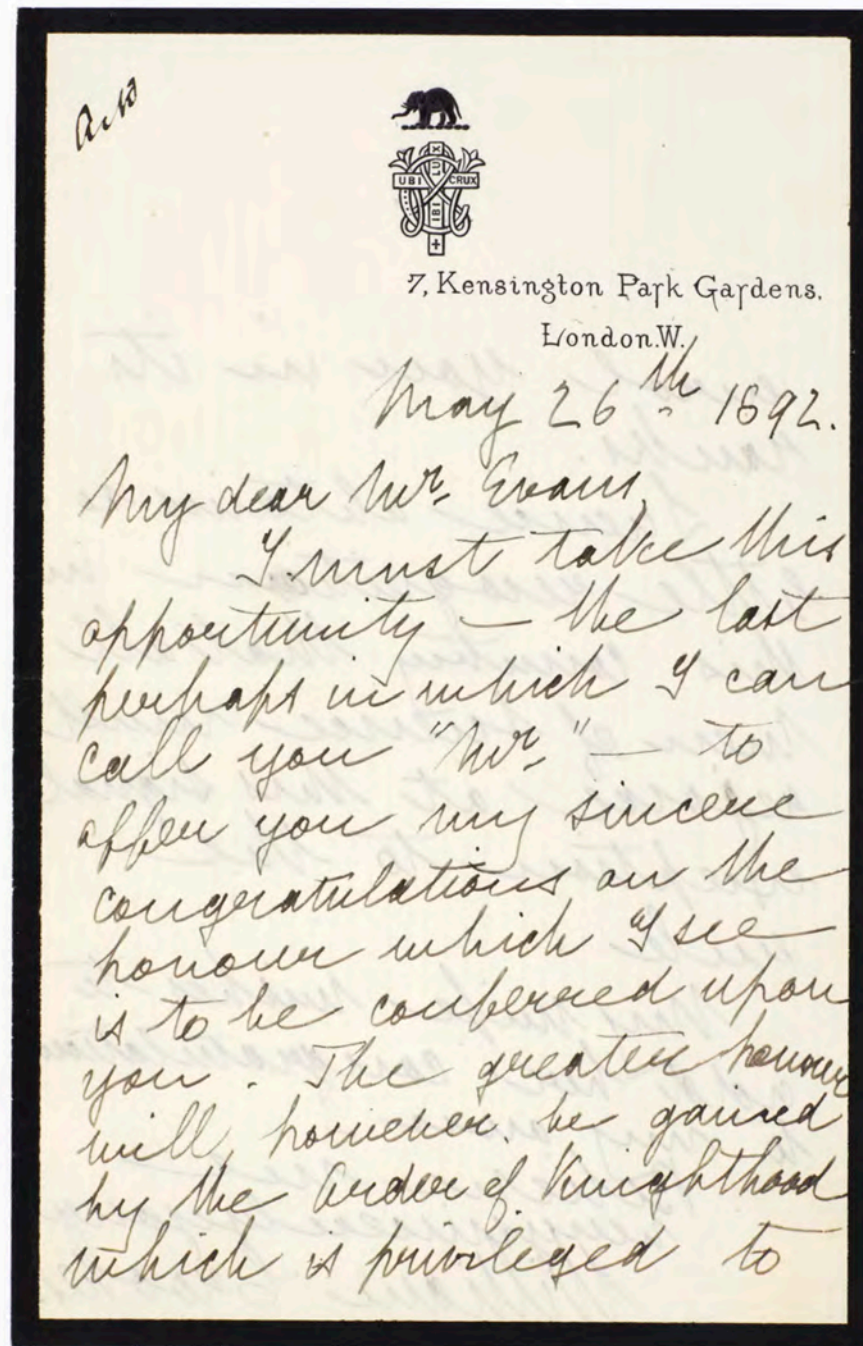 UBI CRUX
IBI LUX
7, Kensington Park Gardens.
London.W.
May 26th 1892.
My dear Mr. Evans,
I must take this
opportunity — the last
perhaps in which I can
call you "Mr." — to
offer you my sincere
congratulations on the
honour which I see
is to be conferred upon
you. The greater honour
will, however, be gained
by the Order of Knighthood
which is privileged to